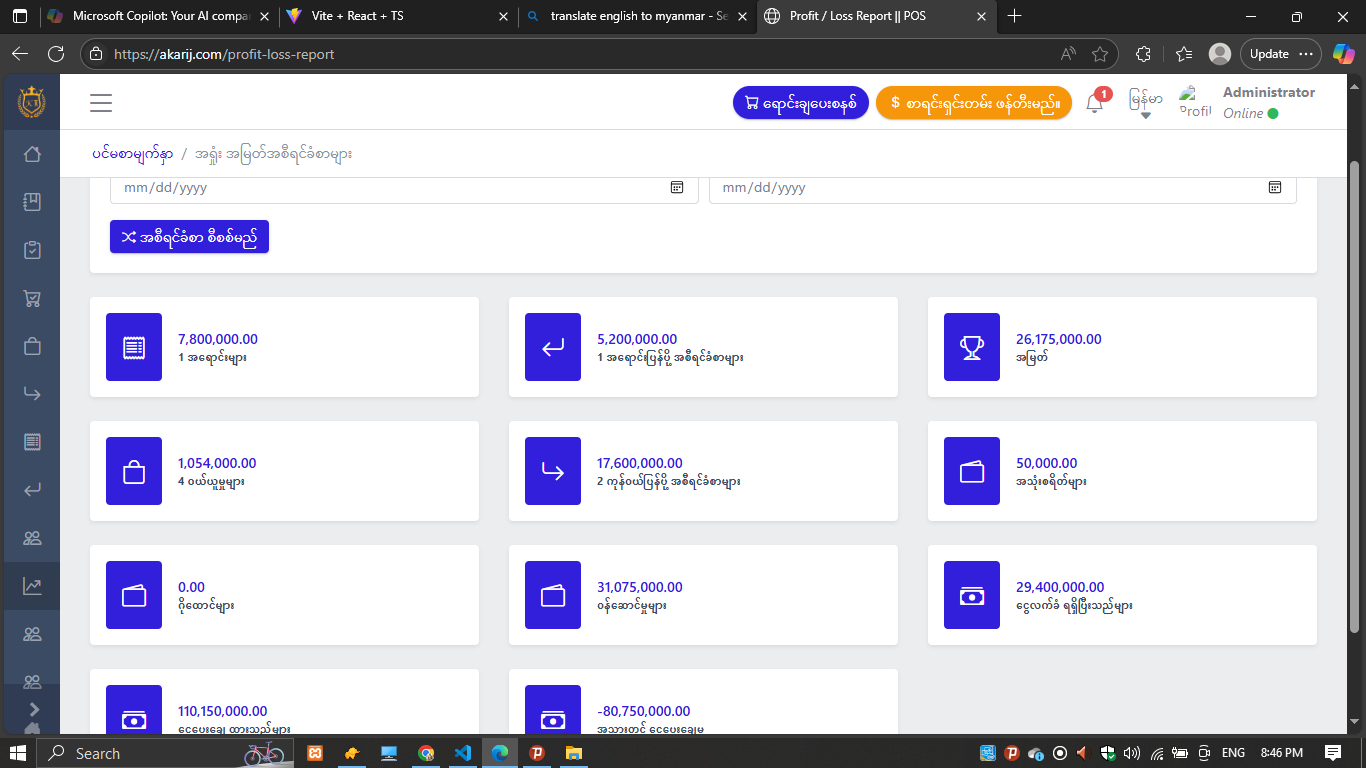 Microsoft Copilot: Your AI compa
Vite + React + TS
translate english to myanmar - Se
Profit / Loss Report || POS
https://akarij.com/profit-loss-report
Update
ရောင်းချပေးစနစ်
$ စာရင်းရှင်းတမ်း ဖန်တီးမည်။
1
မြန်မာ
Profil
Administrator
Online
ပင်မစာမျက်နှာ / အရှုံး အမြတ်အစီရင်ခံစာများ
mm/dd/yyyy
mm/dd/yyyy
အစီရင်ခံစာ စီစစ်မည်
7,800,000.00
1 အရောင်းများ
5,200,000.00
1 အရောင်းပြန်ပို့ အစီရင်ခံစာများ
26,175,000.00
အမြတ်
1,054,000.00
4 ဝယ်ယူမှုများ
17,600,000.00
2 ကုန်ဝယ်ပြန်ပို့ အစီရင်ခံစာများ
50,000.00
အသုံးစရိတ်များ
0.00
ဂိုထောင်များ
31,075,000.00
ဝန်ဆောင်မှုများ
29,400,000.00
ငွေလက်ခံ ရရှိပြီးသည်များ
110,150,000.00
ငွေပေးချေ ထားသည်များ
-80,750,000.00
အသားတင် ငွေပေးချေမှု
Search
ENG
8:46 PM